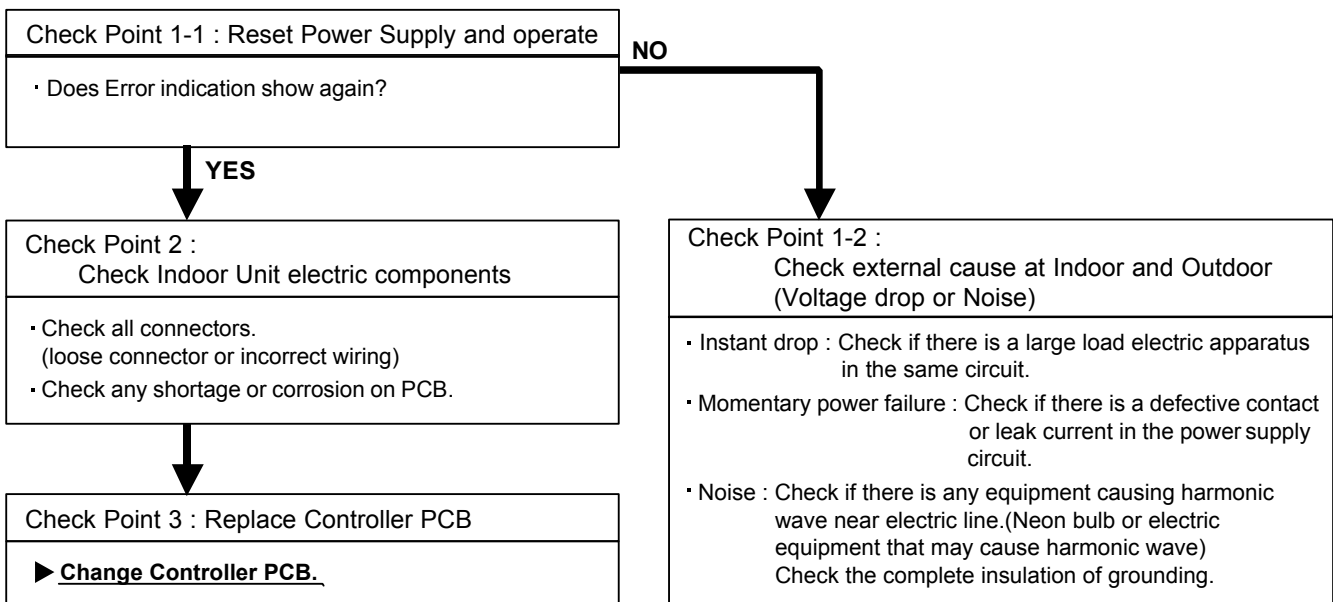 Check Point 1-1 : Reset Power Supply and operate
・Does Error indication show again?
NO
YES
Check Point 2 :
Check Indoor Unit electric components
・Check all connectors.
(loose connector or incorrect wiring)
・Check any shortage or corrosion on PCB.
Check Point 3 : Replace Controller PCB
▶Change Controller PCB.
Check Point 1-2 :
Check external cause at Indoor and Outdoor
(Voltage drop or Noise)
・Instant drop : Check if there is a large load electric apparatus
in the same circuit.
・Momentary power failure : Check if there is a defective contact
or leak current in the power supply
circuit.
・Noise : Check if there is any equipment causing harmonic
wave near electric line.(Neon bulb or electric
equipment that may cause harmonic wave)
Check the complete insulation of grounding.